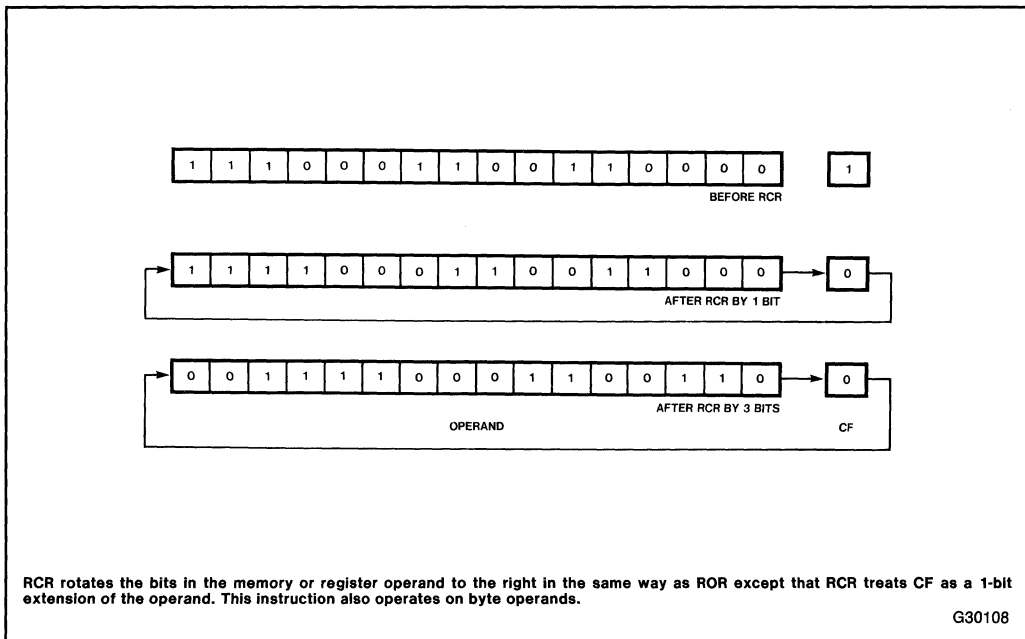 1 1 1 0 0 0 1 1 0 0 1 1 0 0 0 0 1
BEFORE RCR
1 1 1 1 0 0 0 1 1 0 0 1 1 0 0 0 0
AFTER RCR BY 1 BIT
0 0 1 1 1 1 0 0 0 1 1 0 0 1 1 0 0
AFTER RCR BY 3 BITS
OPERAND CF
RCR rotates the bits in the memory or register operand to the right in the same way as ROR except that RCR treats CF as a 1-bit
extension of the operand. This instruction also operates on byte operands.
G30108